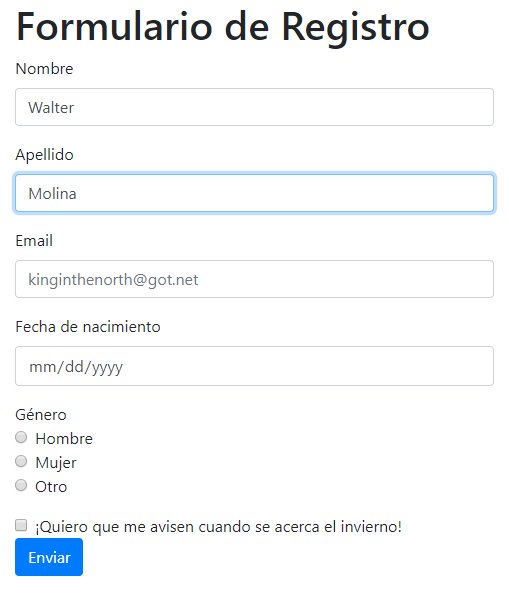 Formulario de Registro
Nombre
Walter
Apellido
Molina
Email
kinginthenorth@got.net
Fecha de nacimiento
mm/dd/yyyy
Género
Hombre
Mujer
Otro
¡Quiero que me avisen cuando se acerca el invierno!
Enviar